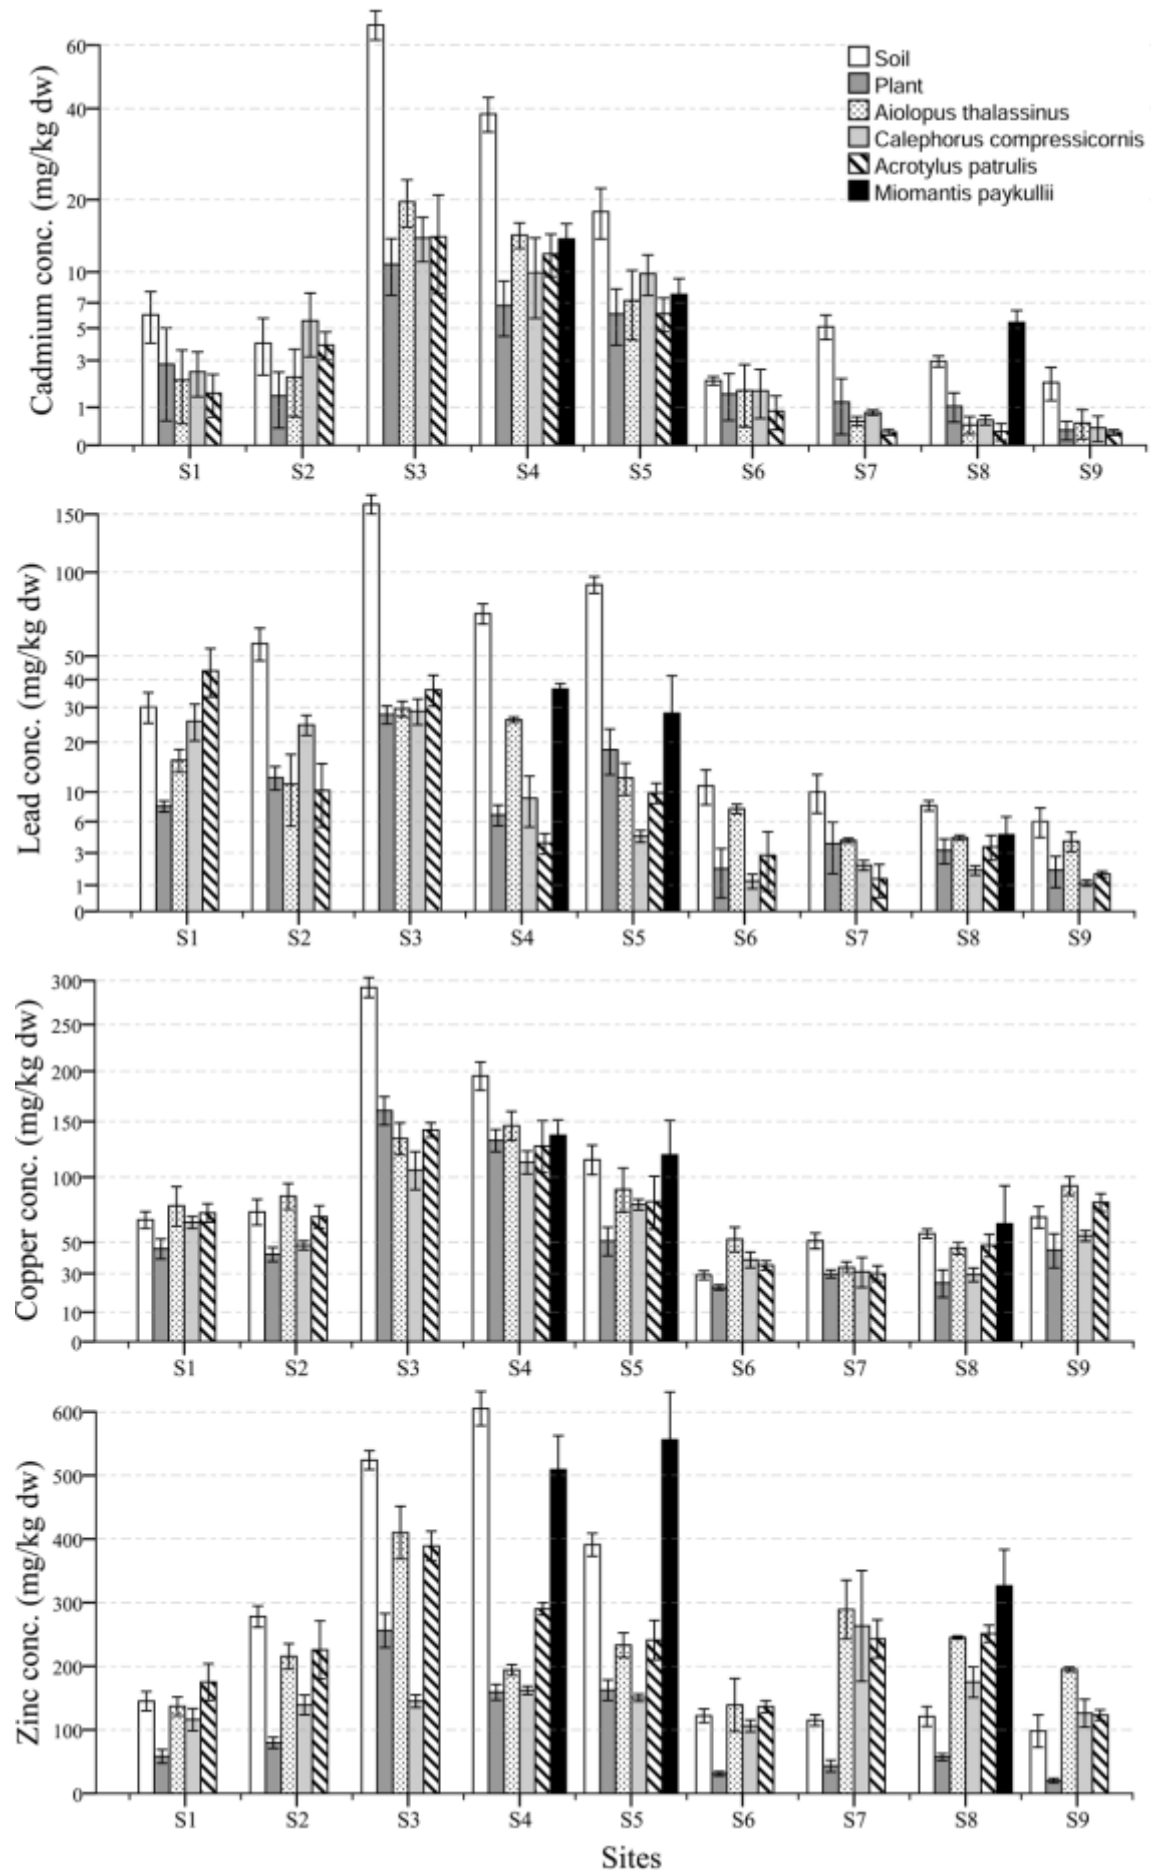 Cadmium conc. (mg/kg dw)
60
40
20
10
7
5
3
1
0
Soil
Plant
Aiolopus thalassinus
Calephorus compressicornis
Acrotylus patrulis
Miomantis paykullii
S1 S2 S3 S4 S5 S6 S7 S8 S9
Lead conc. (mg/kg dw)
150
100
50
40
30
20
10
6
3
1
0
S1 S2 S3 S4 S5 S6 S7 S8 S9
Copper conc. (mg/kg dw)
300
250
200
150
100
50
30
10
0
S1 S2 S3 S4 S5 S6 S7 S8 S9
Zinc conc. (mg/kg dw)
600
500
400
300
200
100
0
S1 S2 S3 S4 S5 S6 S7 S8 S9
Sites